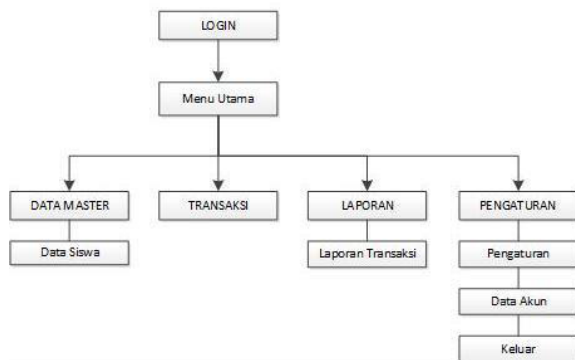 LOGIN
Menu Utama
DATA MASTER
TRANSAKSI
LAPORAN
PENGATURAN
Data Siswa
Laporan Transaksi
Pengaturan
Data Akun
Keluar